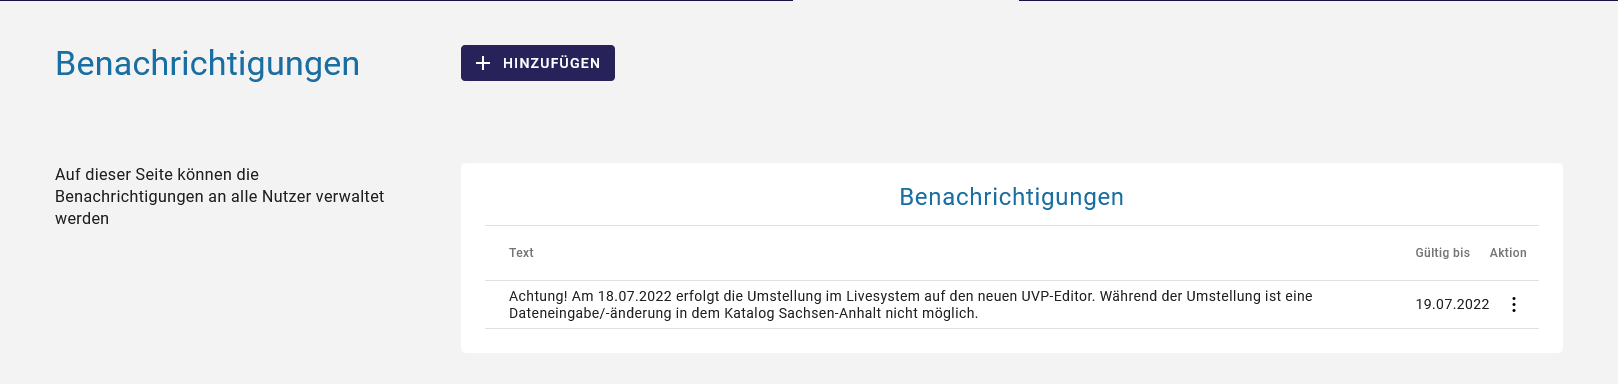 Benachrichtigungen
HINZUFÜGEN
Auf dieser Seite können die
Benachrichtigungen an alle Nutzer verwaltet
werden
Benachrichtigungen
Text Gültig bis Aktion
Achtung! Am 18.07.2022 erfolgt die Umstellung im Livesystem auf den neuen UVP-Editor. Während der Umstellung ist eine
Dateneingabe/-änderung in dem Katalog Sachsen-Anhalt nicht möglich.
19.07.2022